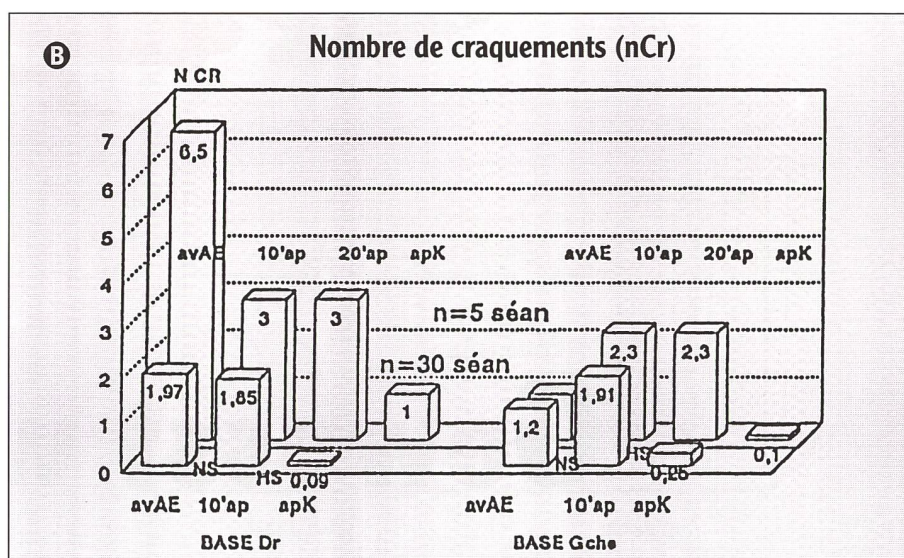 B Nombre de craquements (nCr)
N CR
7
6
5
4
3
2
1
0
6,5
avAE 10'ap 20'ap apK
avAE 10'ap 20'ap apK
3 3
n=5 séan
2,3 2,3
n=30 séan
1,97 1,85
1
1,2 1,91
NS HS 0,09
NS HS 0,26
0,1
avAE 10'ap apK
avAE 10'ap apK
BASE Dr BASE Gche